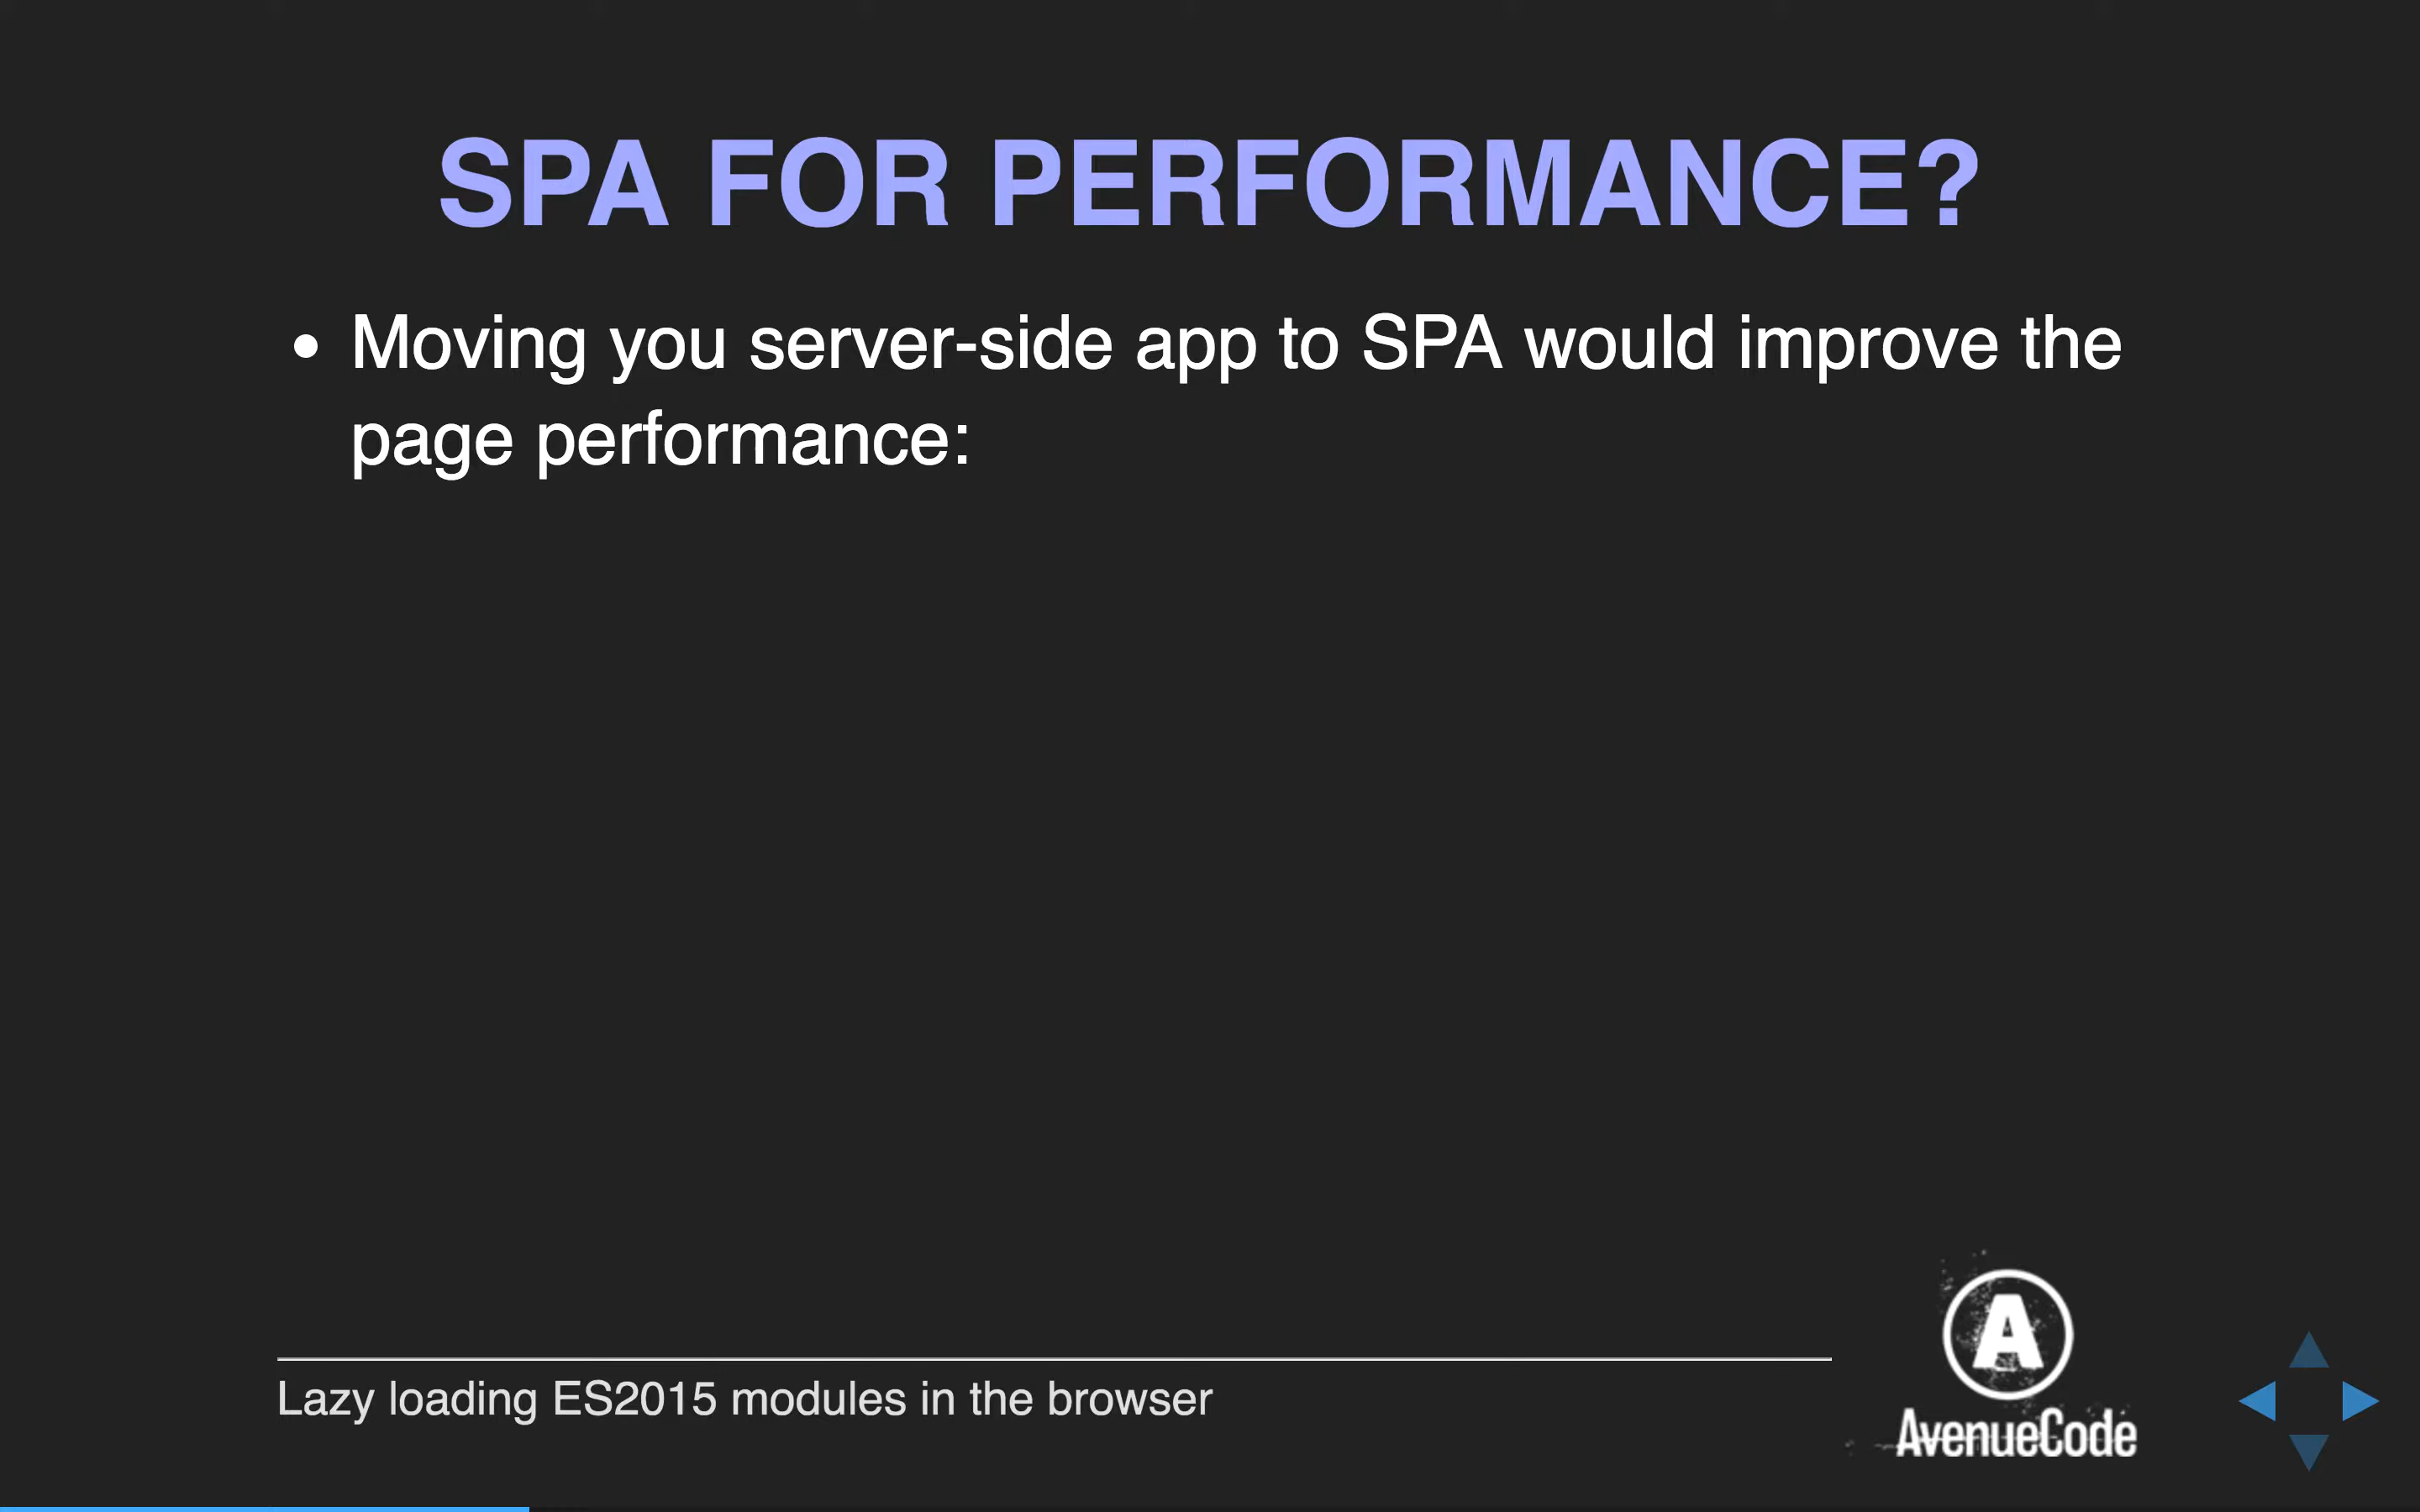 SPA FOR PERFORMANCE?
• Moving you server-side app to SPA would improve the
page performance:
Lazy loading ES2015 modules in the browser
A
AvenueCode